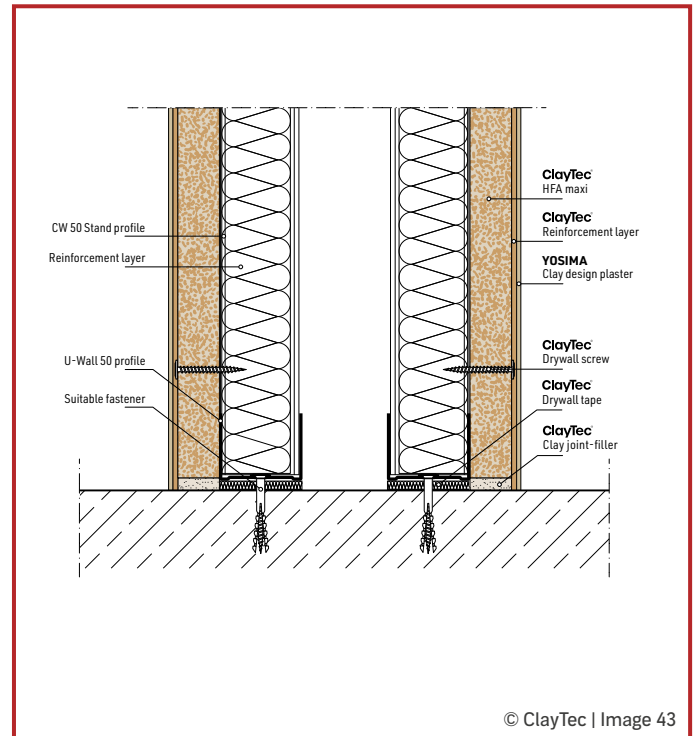 CW 50 Stand profile
Reinforcement layer
U-Wall 50 profile
Suitable fastener
ClayTec
HFA maxi
ClayTec
Reinforcement layer
YOSIMA
Clay design plaster
ClayTec
Drywall screw
ClayTec
Drywall tape
ClayTec
Clay joint-filler
© ClayTec | Image 43